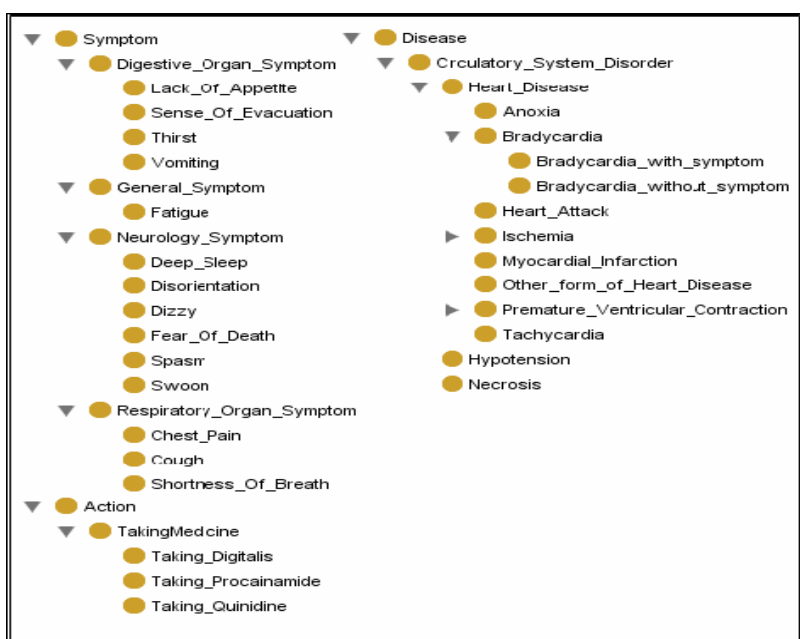 Symptom
Digestive_Organ_Symptom
Lack_Of_Appetite
Sense_Of_Evacuation
Thirst
Vomiting
General_Symptom
Fatigue
Neurology_Symptom
Deep_Sleep
Disorientation
Dizzy
Fear_Of_Death
Spasm
Swoon
Respiratory_Organ_Symptom
Chest_Pain
Cough
Shortness_Of_Breath
Action
TakingMedcine
Taking_Digitalis
Taking_Procainamide
Taking_Quinidine
Disease
Crculatory_System_Disorder
Heart_Disease
Anoxia
Bradycardia
Bradycardia_with_symptom
Bradycardia_without_symptom
Heart_Attack
Ischemia
Myocardial_Infarction
Other_form_of_Heart_Disease
Premature_Ventricular_Contraction
Tachycardia
Hypotension
Necrosis